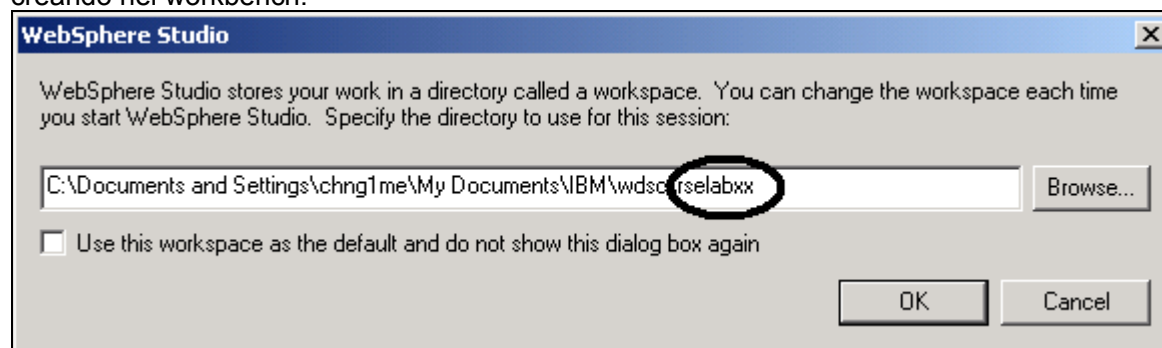 creando nel workbench.
WebSphere Studio
WebSphere Studio stores your work in a directory called a workspace. You can change the workspace each time
you start WebSphere Studio. Specify the directory to use for this session:
C:\Documents and Settings\chng1me\My Documents\IBM\wdsc\rselabxx
Browse...
Use this workspace as the default and do not show this dialog box again
OK
Cancel